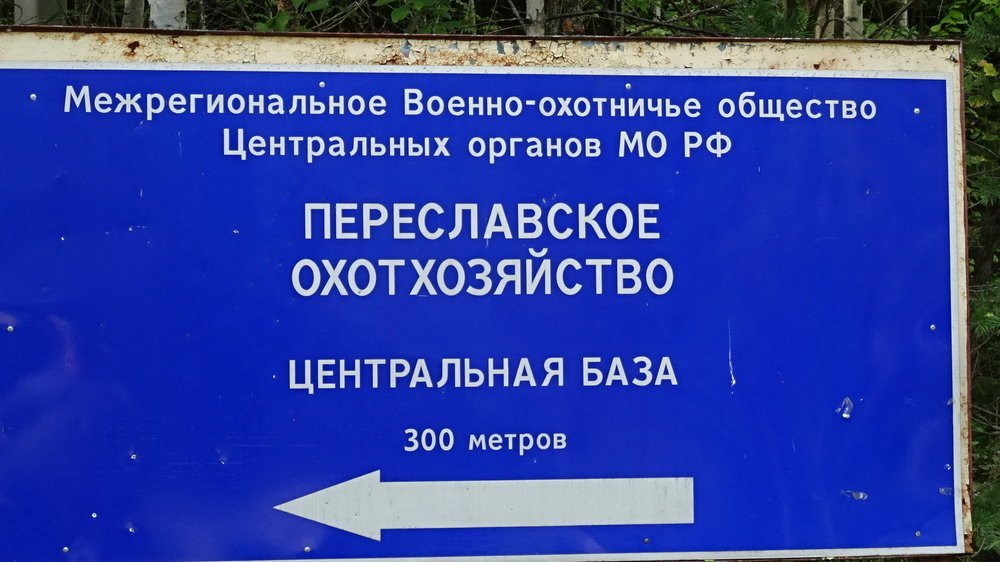 Межрегиональное Военно-охотничье общество
Центральных органов МО РФ
ПЕРЕСЛАВСКОЕ
ОХОТХОЗЯЙСТВО
ЦЕНТРАЛЬНАЯ БАЗА
300 метров